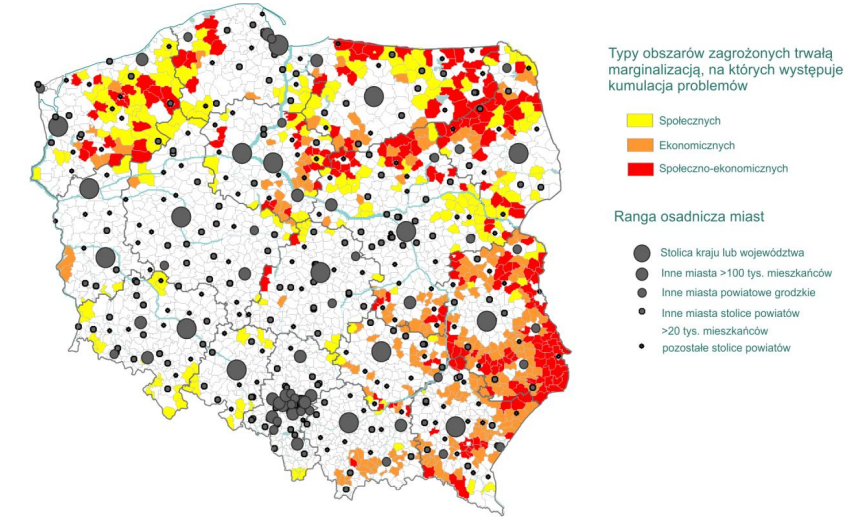 Typy obszarów zagrożonych trwałą
marginalizacją, na których występuje
kumulacja problemów
Społecznych
Ekonomicznych
Społeczno-ekonomicznych
Ranga osadnicza miast
Stolica kraju lub województwa
Inne miasta >100 tys. mieszkańców
Inne miasta powiatowe grodzkie
Inne miasta stolice powiatów
>20 tys. mieszkańców
pozostałe stolice powiatów